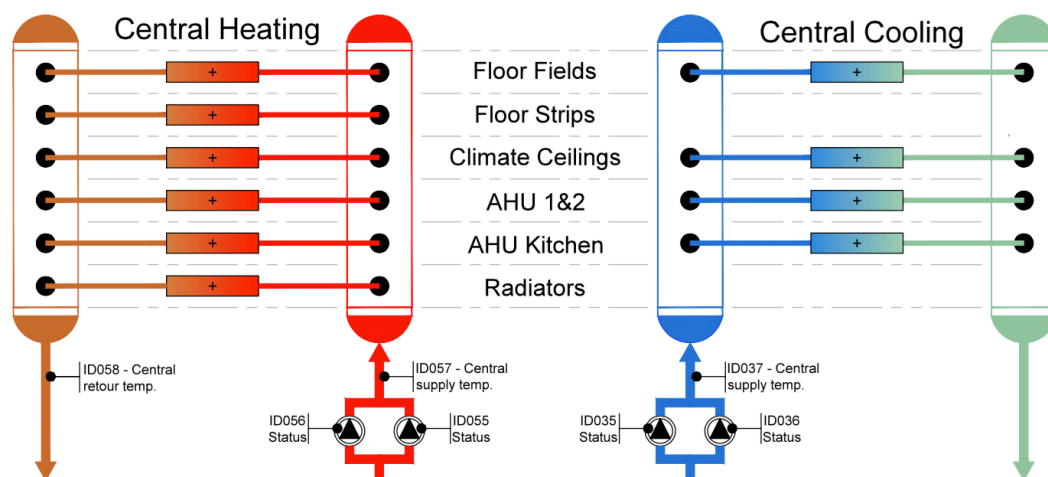 Central Heating
Central Cooling
Floor Fields
Floor Strips
Climate Ceilings
AHU 1&2
AHU Kitchen
Radiators
+
+
+
+
+
+
+
+
+
+
ID058 - Central
retour temp.
ID057 - Central
supply temp.
ID037 - Central
supply temp.
ID056
Status
ID055
Status
ID035
Status
ID036
Status